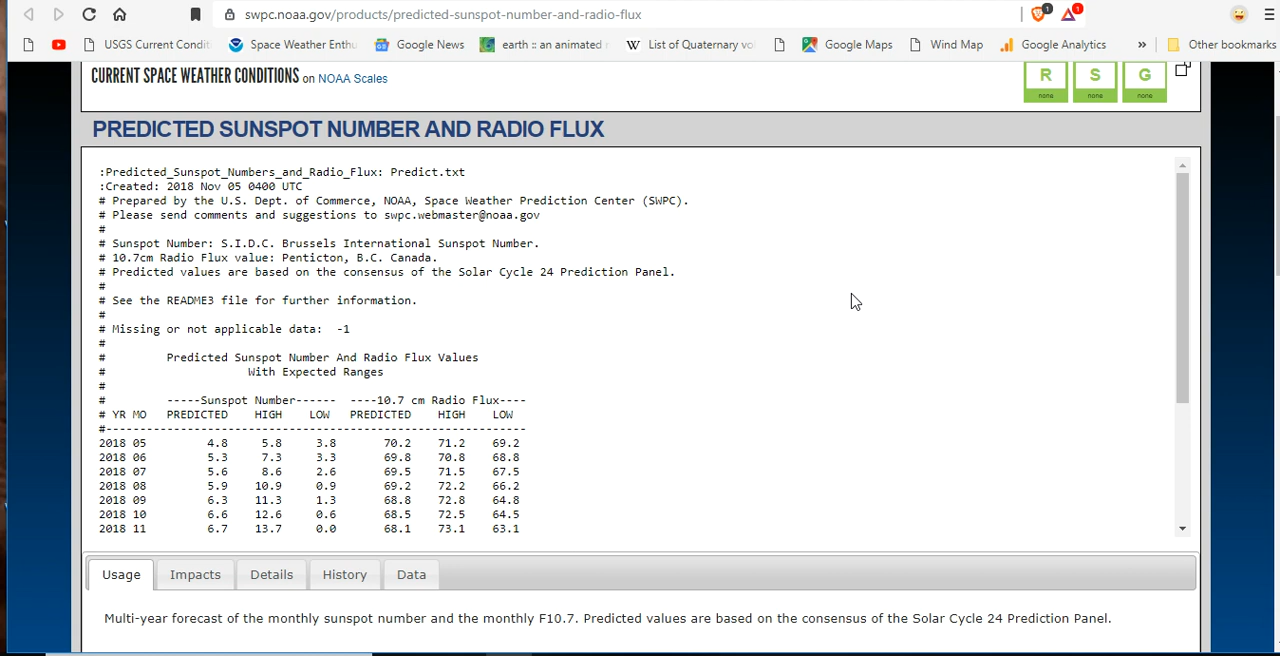 swpc.noaa.gov/products/predicted-sunspot-number-and-radio-flux
1
1
USGS Current Condit
Space Weather Enthu
Google News
earth :: an animated
List of Quaternary vo
Google Maps
Wind Map
Google Analytics
»
Other bookmarks
CURRENT SPACE WEATHER CONDITIONS on NOAA Scales
R
none
S
none
G
none
PREDICTED SUNSPOT NUMBER AND RADIO FLUX
:Predicted_Sunspot_Numbers_and_Radio_Flux: Predict.txt
:Created: 2018 Nov 05 0400 UTC
# Prepared by the U.S. Dept. of Commerce, NOAA, Space Weather Prediction Center (SWPC).
# Please send comments and suggestions to swpc.webmaster@noaa.gov
#
# Sunspot Number: S.I.D.C. Brussels International Sunspot Number.
# 10.7cm Radio Flux value: Penticton, B.C. Canada.
# Predicted values are based on the consensus of the Solar Cycle 24 Prediction Panel.
#
# See the README3 file for further information.
#
# Missing or not applicable data:  -1
#
#         Predicted Sunspot Number And Radio Flux Values
#                     With Expected Ranges
#
#         -----Sunspot Number------  ----10.7 cm Radio Flux----
# YR MO   PREDICTED    HIGH    LOW   PREDICTED    HIGH    LOW
#--------------------------------------------------------------
2018 05         4.8     5.8    3.8        70.2    71.2   69.2
2018 06         5.3     7.3    3.3        69.8    70.8   68.8
2018 07         5.6     8.6    2.6        69.5    71.5   67.5
2018 08         5.9    10.9    0.9        69.2    72.2   66.2
2018 09         6.3    11.3    1.3        68.8    72.8   64.8
2018 10         6.6    12.6    0.6        68.5    72.5   64.5
2018 11         6.7    13.7    0.0        68.1    73.1   63.1
Usage
Impacts
Details
History
Data
Multi-year forecast of the monthly sunspot number and the monthly F10.7. Predicted values are based on the consensus of the Solar Cycle 24 Prediction Panel.